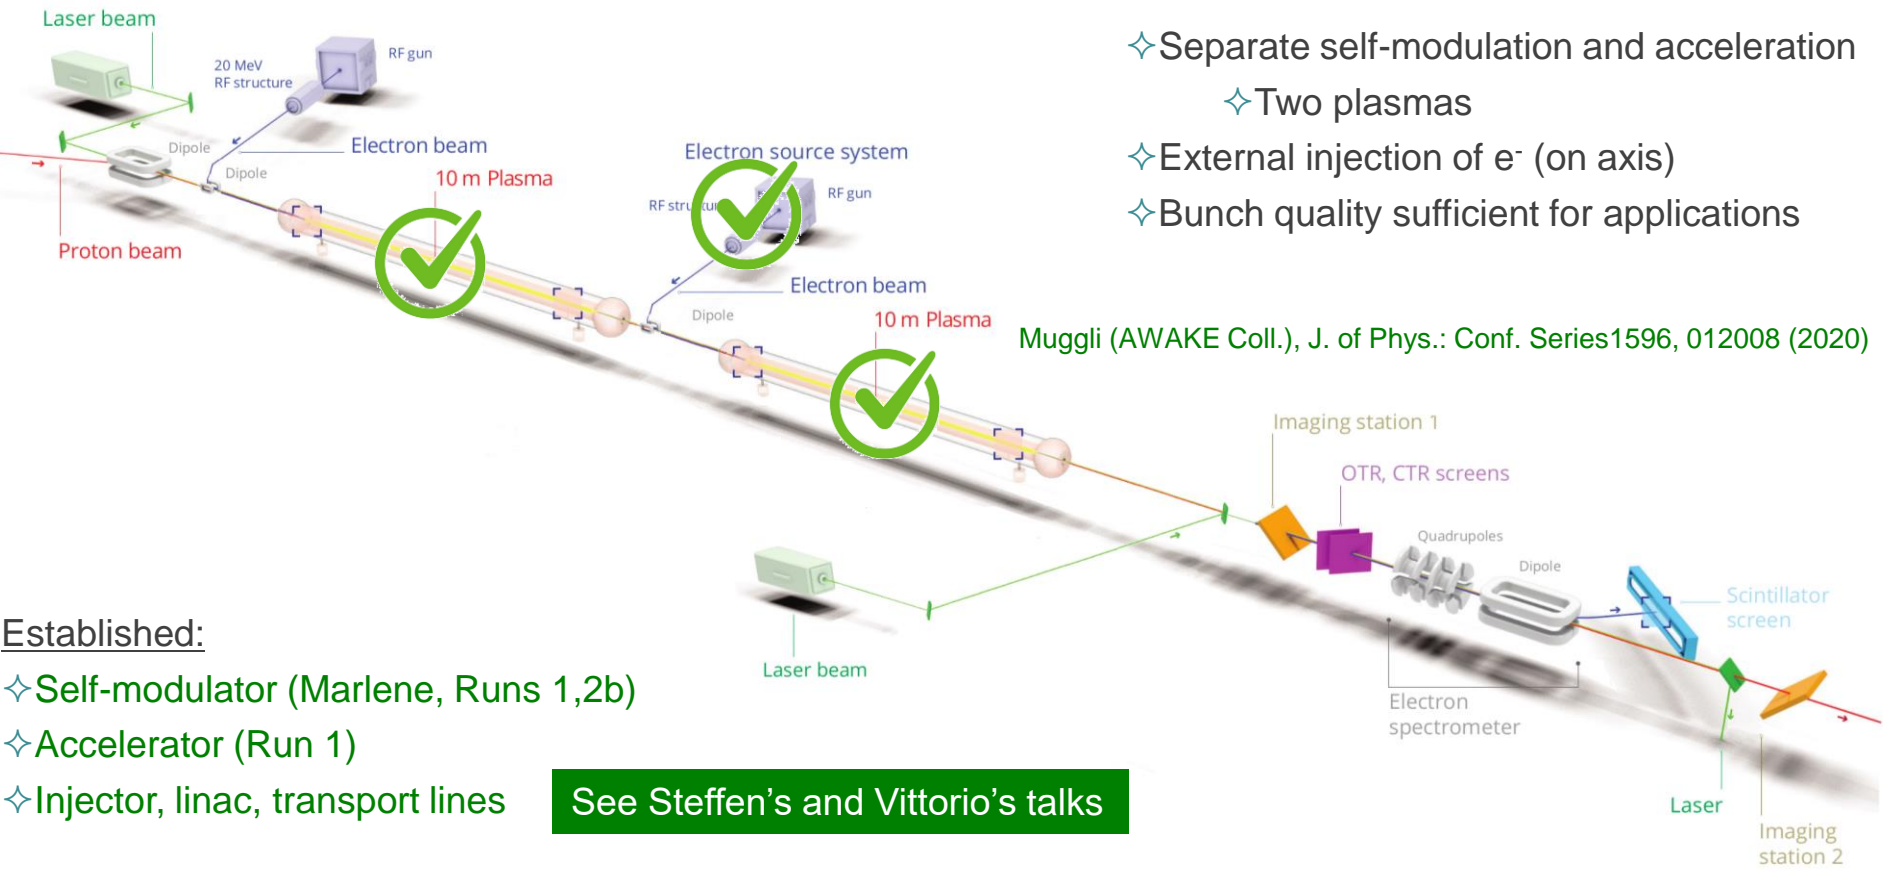 Laser beam
20 MeV
RF structure
RF gun
Dipole
Electron beam
Dipole
10 m Plasma
Proton beam
Electron source system
RF gun
Electron beam
Dipole
10 m Plasma
✧Separate self-modulation and acceleration
✧Two plasmas
✧External injection of e- (on axis)
✧Bunch quality sufficient for applications
Muggli (AWAKE Coll.), J. of Phys.: Conf. Series1596, 012008 (2020)
Imaging station 1
OTR, CTR screens
Quadrupoles
Dipole
Scintillator
screen
Laser beam
Electron
spectrometer
Laser
Imaging
station 2
Established:
✧Self-modulator (Marlene, Runs 1,2b)
✧Accelerator (Run 1)
✧Injector, linac, transport lines
See Steffen's and Vittorio's talks